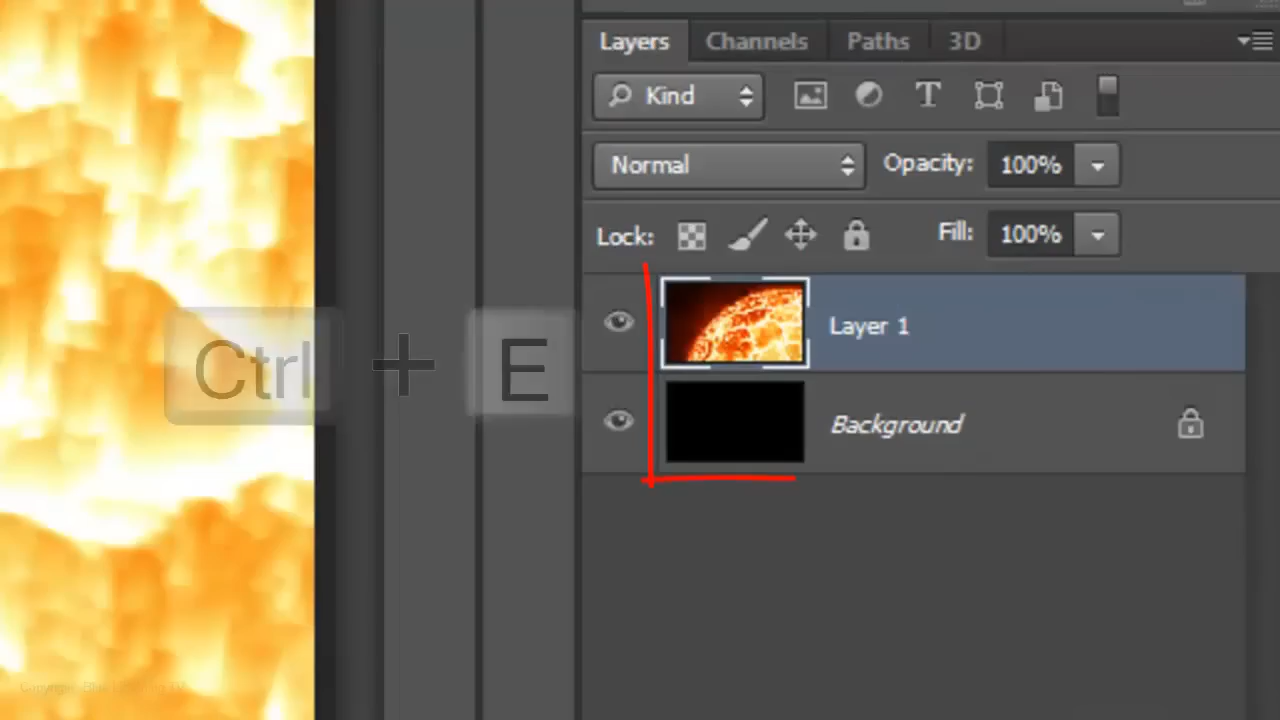 Layers Channels Paths 3D
Kind T
Normal Opacity: 100%
Lock: Fill: 100%
Layer 1
Ctrl + E
Background